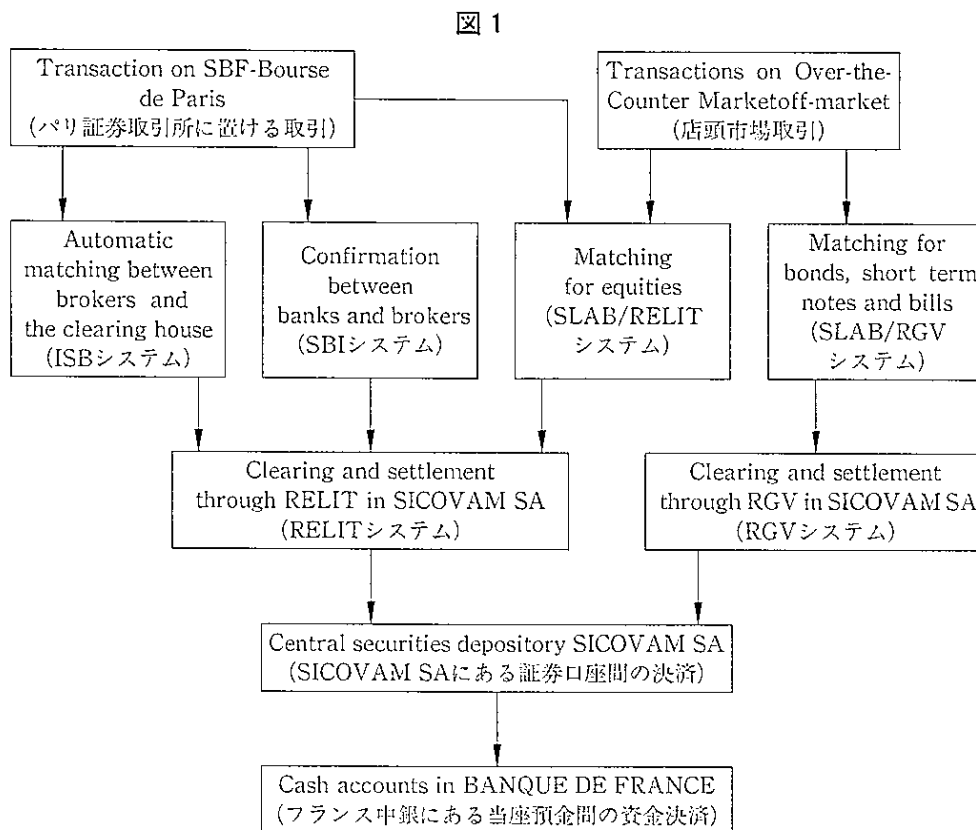 図1
Transaction on SBF-Bourse
de Paris
(パリ証券取引所に置ける取引)
Transactions on Over-the-
Counter Marketoff-market
(店頭市場取引)
Automatic
matching between
brokers and
the clearing house
(ISBシステム)
Confirmation
between
banks and brokers
(SBIシステム)
Matching
for equities
(SLAB/RELIT
システム)
Matching for
bonds, short term
notes and bills
(SLAB/RGV
システム)
Clearing and settlement
through RELIT in SICOVAM SA
(RELITシステム)
Clearing and settlement
through RGV in SICOVAM SA
(RGVシステム)
Central securities depository SICOVAM SA
(SICOVAM SAにある証券口座間の決済)
Cash accounts in BANQUE DE FRANCE
(フランス中銀にある当座預金間の資金決済)